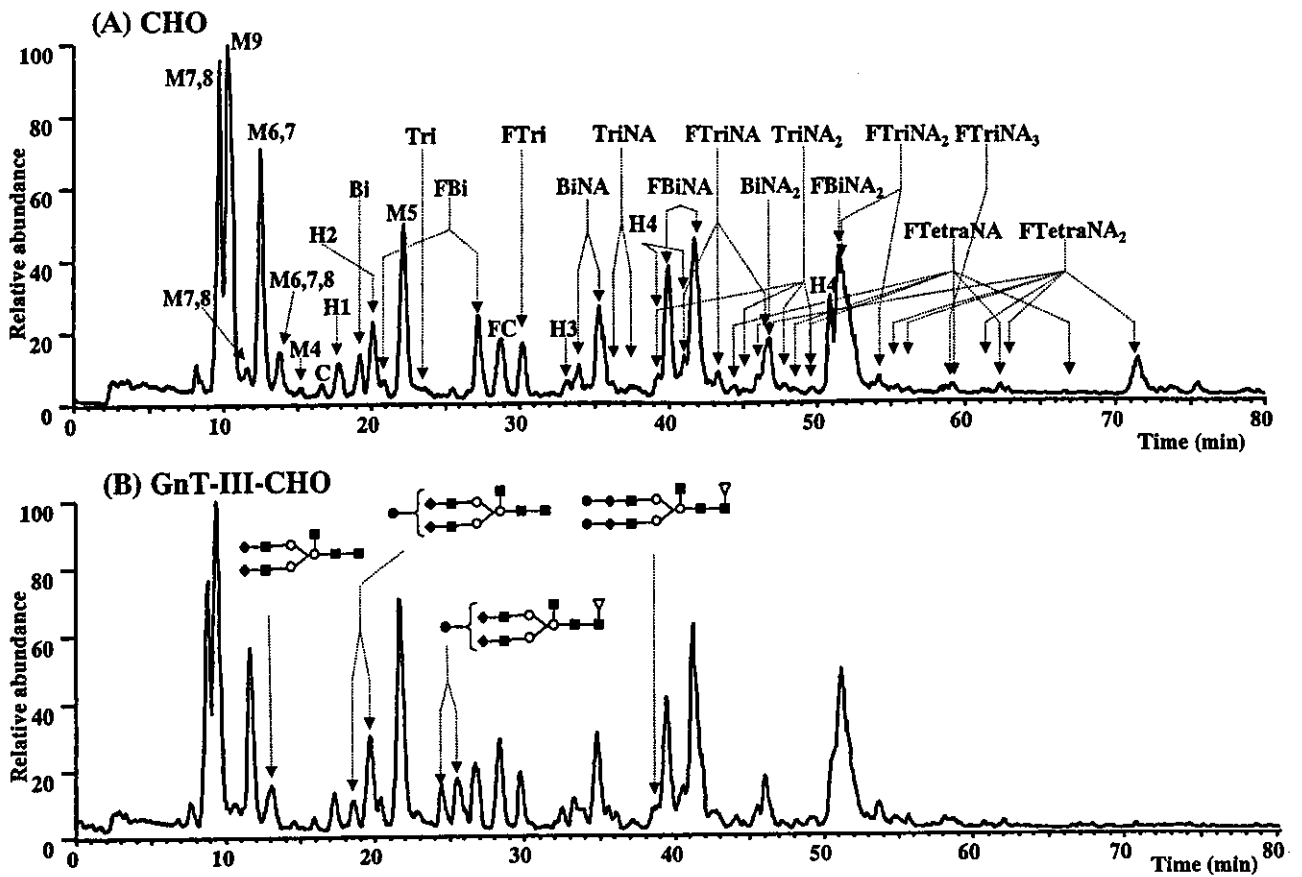 (A) CHO
100
80
60
40
20
0
Relative abundance
M7,8
M9
M6,7
M7,8
M6,7,8
M4
C
H1
H2
Bi
FBi
M5
Tri
FC
FTri
H3
BiNA
TriNA
H4
FBiNA
FTriNA
BiNA2
TriNA2
H4
FBiNA2
FTriNA2
FTriNA3
FTetraNA
FTetraNA2
0 10 20 30 40 50 60 70 80
Time (min)
(B) GnT-III-CHO
100
80
60
40
20
0
Relative abundance
0 10 20 30 40 50 60 70 80
Time (min)